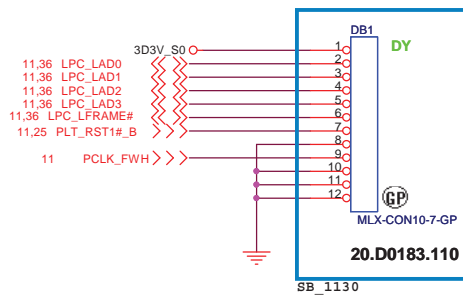 DB1
DY
3D3V_S0 1
11,36 LPC_LAD0 2
11,36 LPC_LAD1 3
11,36 LPC_LAD2 4
11,36 LPC_LAD3 5
11,36 LPC_LFRAME# 6
11,25 PLT_RST1#_B 7
8
11 PCLK_FWH 9
10
11
12
GP
MLX-CON10-7-GP
20.D0183.110
SB_1130